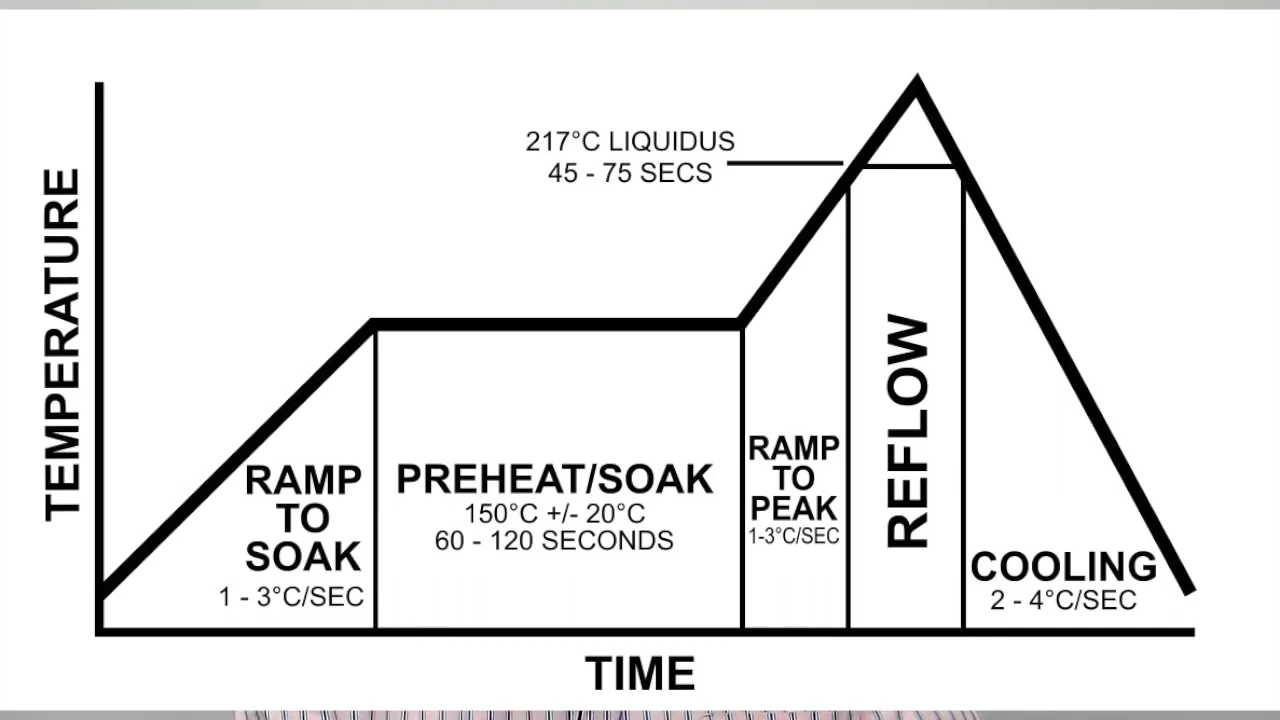 TEMPERATURE
217°C LIQUIDUS
45 - 75 SECS
RAMP
TO
SOAK
1 - 3°C/SEC
PREHEAT/SOAK
150°C +/- 20°C
60 - 120 SECONDS
RAMP
TO
PEAK
1-3°C/SEC
REFLOW
COOLING
2 - 4°C/SEC
TIME